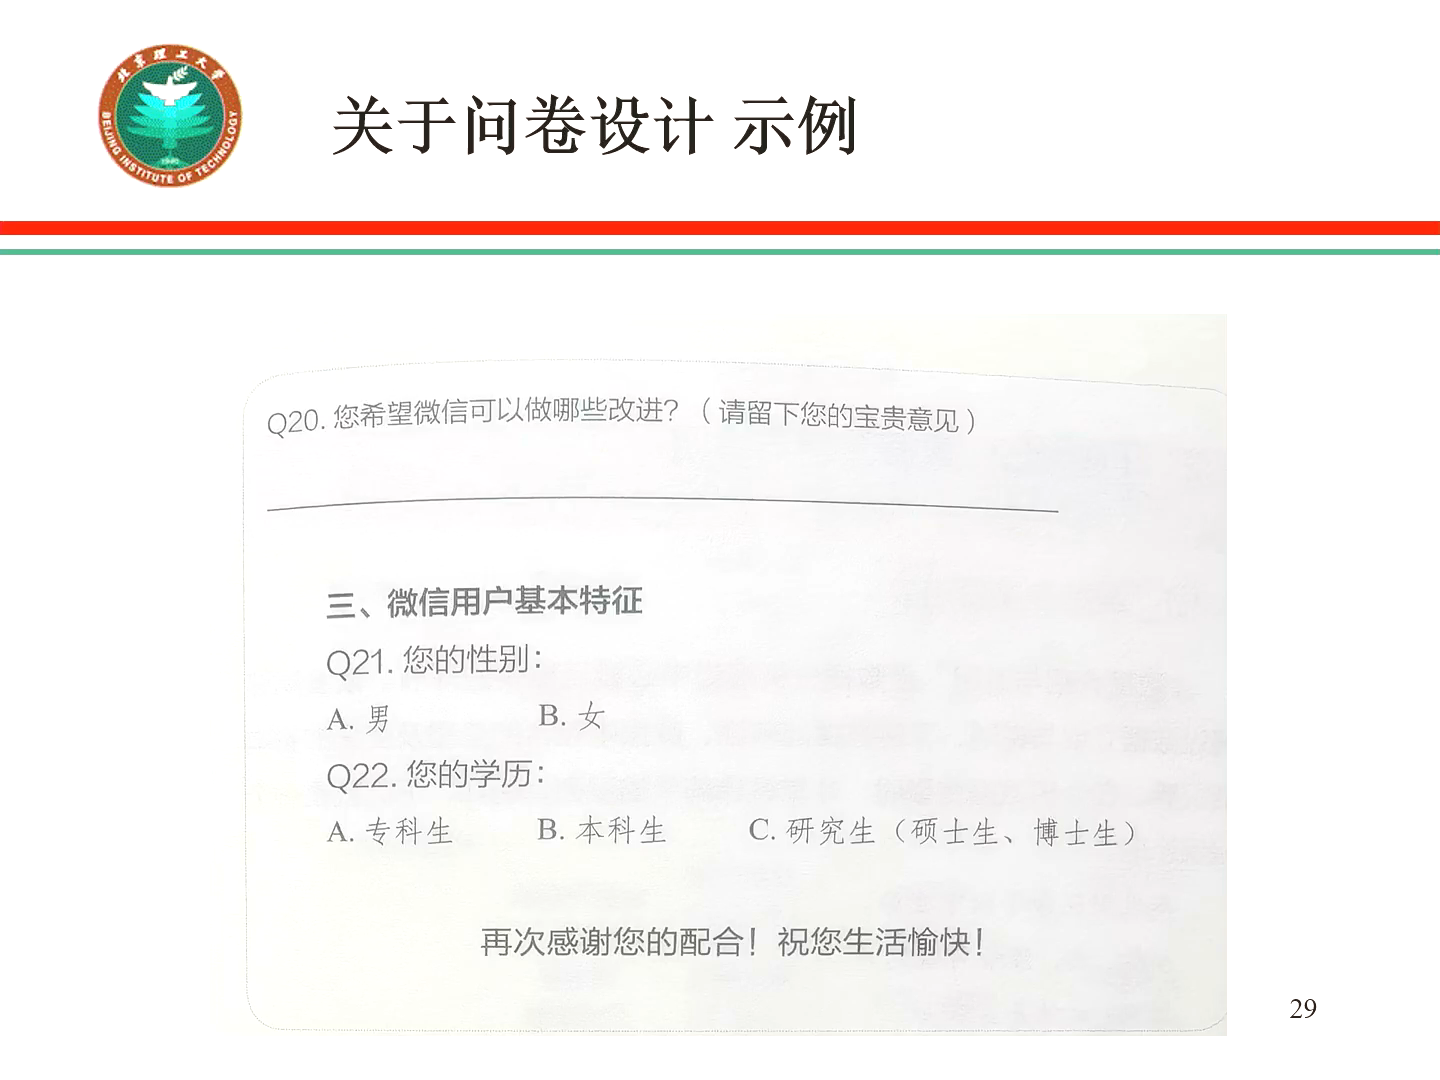 北京理工大学
BEIJING INSTITUTE OF TECHNOLOGY
1940
关于问卷设计 示例
Q20. 您希望微信可以做哪些改进？（请留下您的宝贵意见）
三、微信用户基本特征
Q21. 您的性别：
A. 男 B. 女
Q22. 您的学历：
A. 专科生 B. 本科生 C. 研究生（硕士生、博士生）
再次感谢您的配合！祝您生活愉快！
29